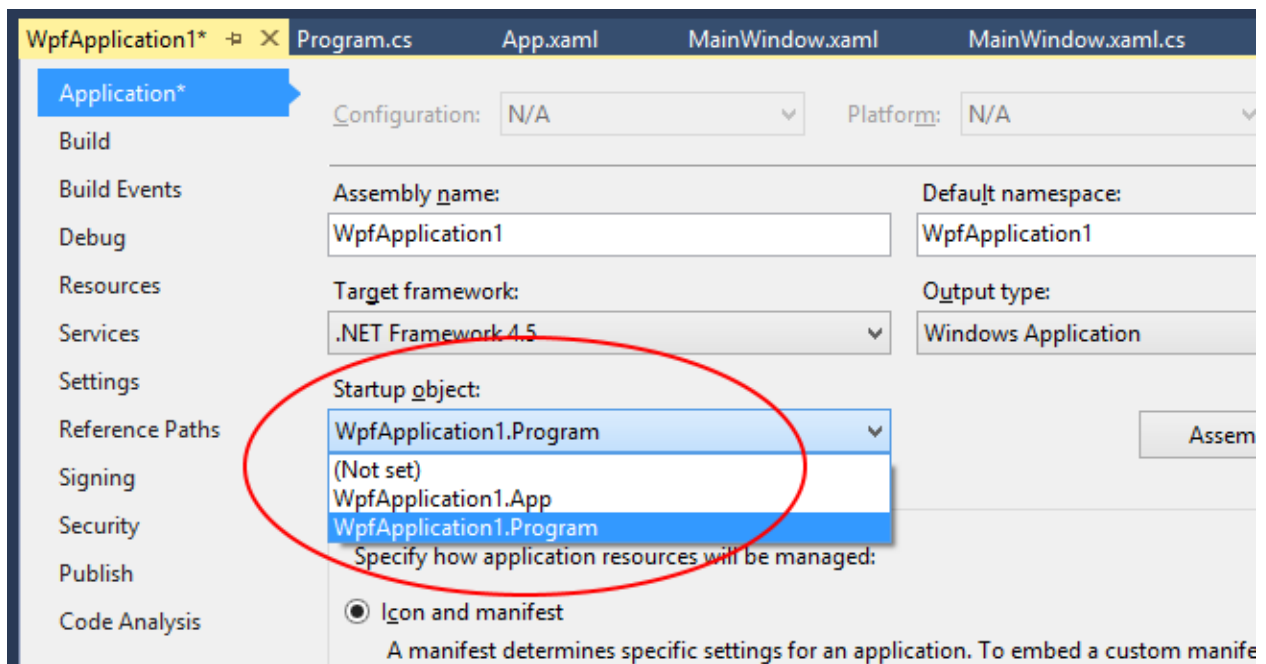 WpfApplication1* Program.cs App.xaml MainWindow.xaml MainWindow.xaml.cs
Application*
Build
Build Events
Debug
Resources
Services
Settings
Reference Paths
Signing
Security
Publish
Code Analysis
Configuration: N/A Platform: N/A
Assembly name: Default namespace:
WpfApplication1 WpfApplication1
Target framework: Output type:
.NET Framework 4.5 Windows Application
Startup object:
WpfApplication1.Program Assem
(Not set)
WpfApplication1.App
WpfApplication1.Program
Specify how application resources will be managed:
Icon and manifest
A manifest determines specific settings for an application. To embed a custom manife